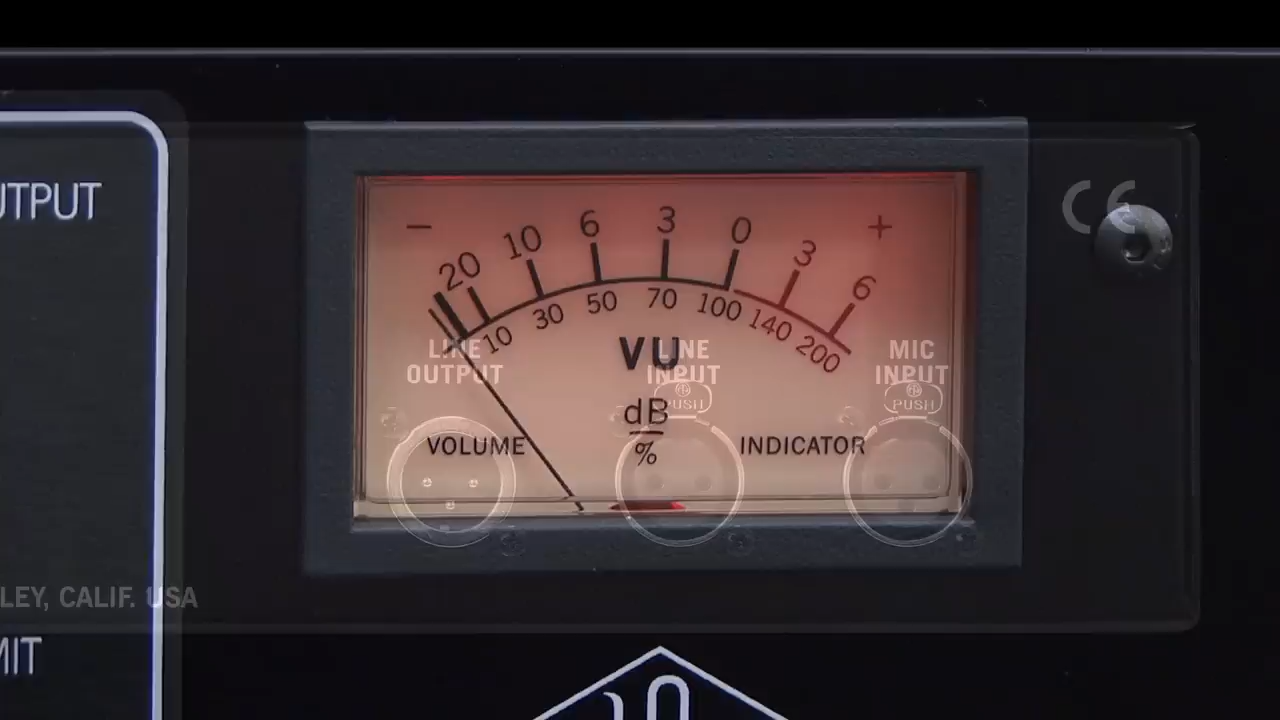 UTPUT
CE
− 20 10 6 3 0 3 6 +
10 30 50 70 100 140 200
VU
LINE OUTPUT
LINE INPUT
MIC INPUT
PUSH
PUSH
dB
%
VOLUME
INDICATOR
LEY, CALIF. USA
MIT